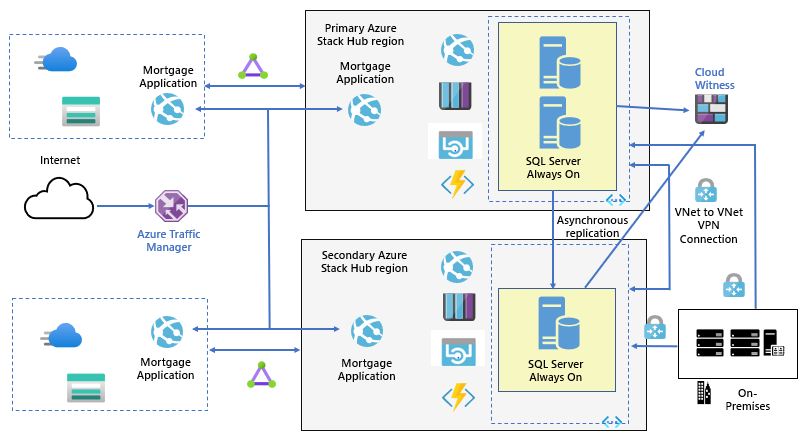 Primary Azure
Stack Hub region
Mortgage
Application
Mortgage
Application
SQL Server
Always On
Cloud
Witness
Internet
Azure Traffic
Manager
Asynchronous
replication
VNet to VNet
VPN
Connection
Secondary Azure
Stack Hub region
Mortgage
Application
Mortgage
Application
SQL Server
Always On
On-
Premises